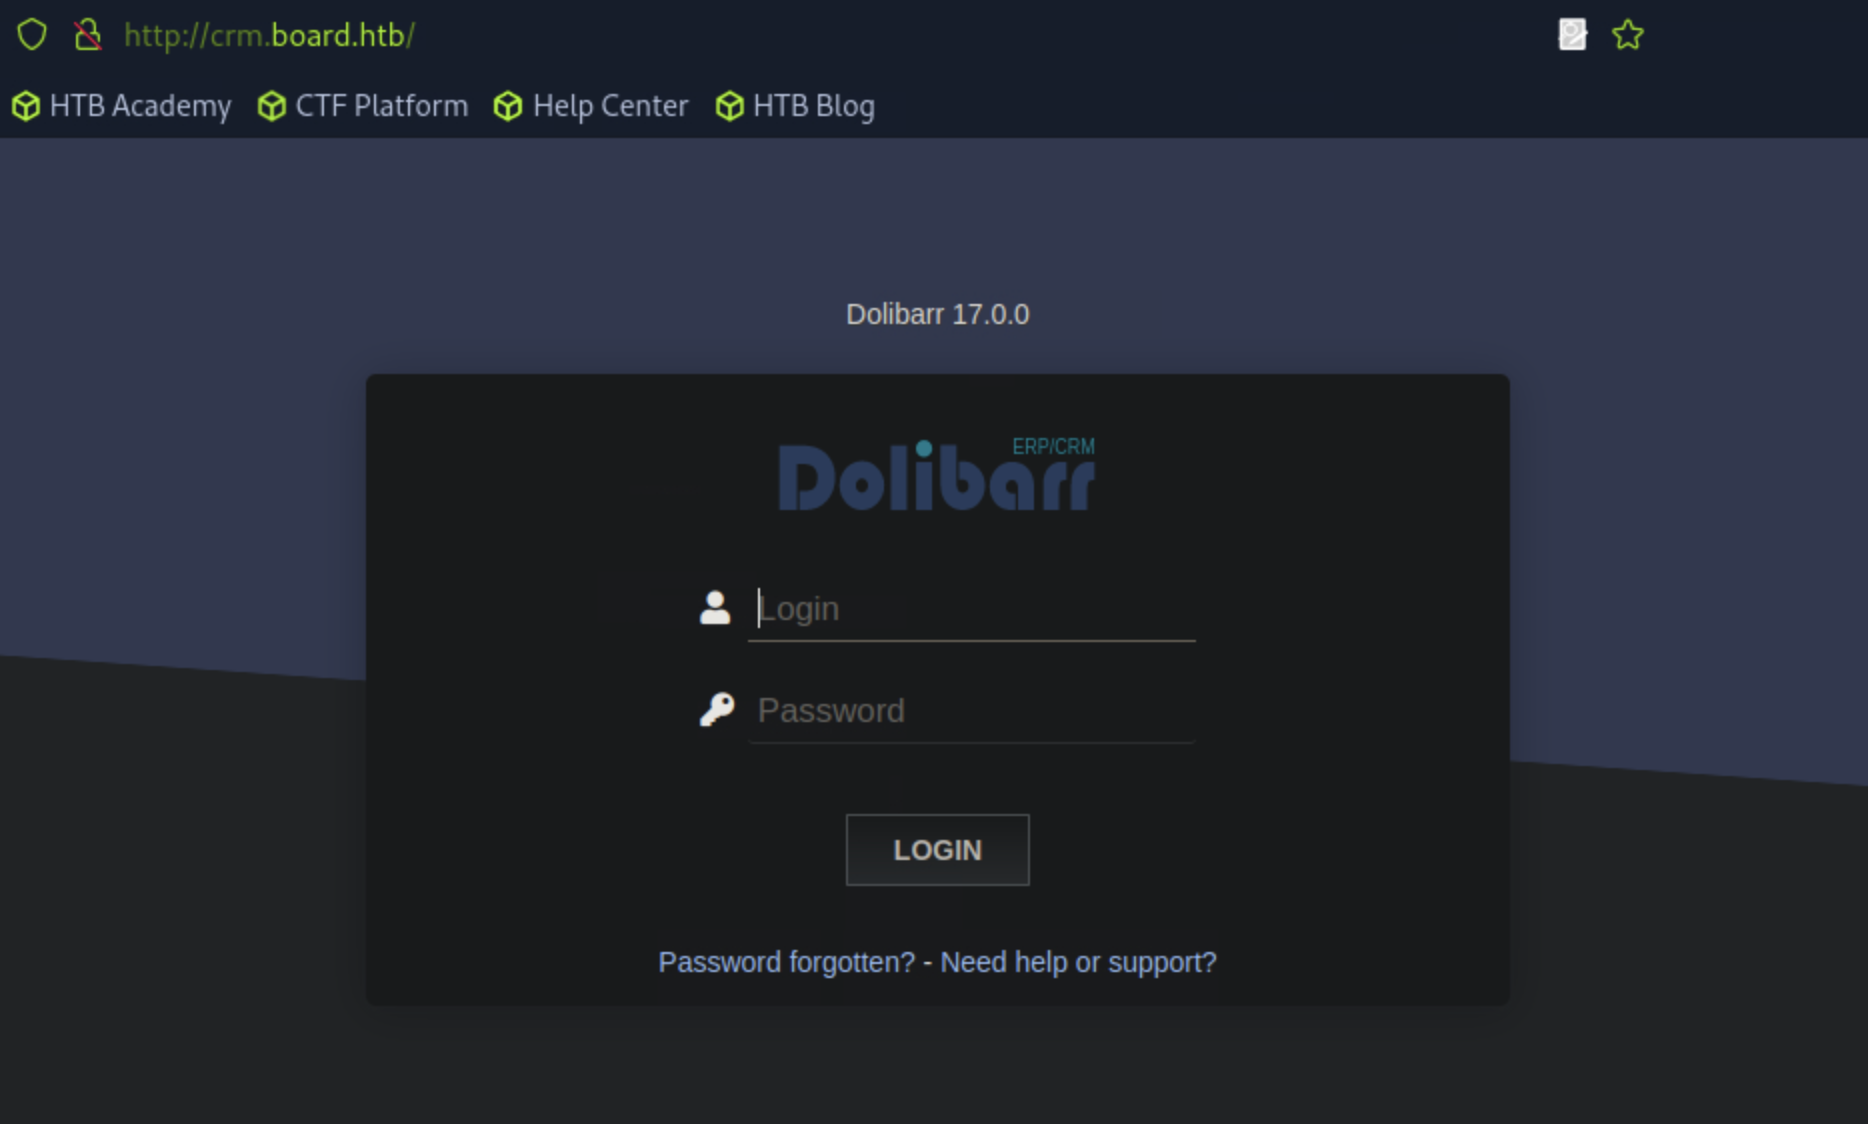 http://crm.board.htb/
HTB Academy CTF Platform Help Center HTB Blog
Dolibarr 17.0.0
Dolibarr ERP/CRM
Login
Password
LOGIN
Password forgotten? - Need help or support?